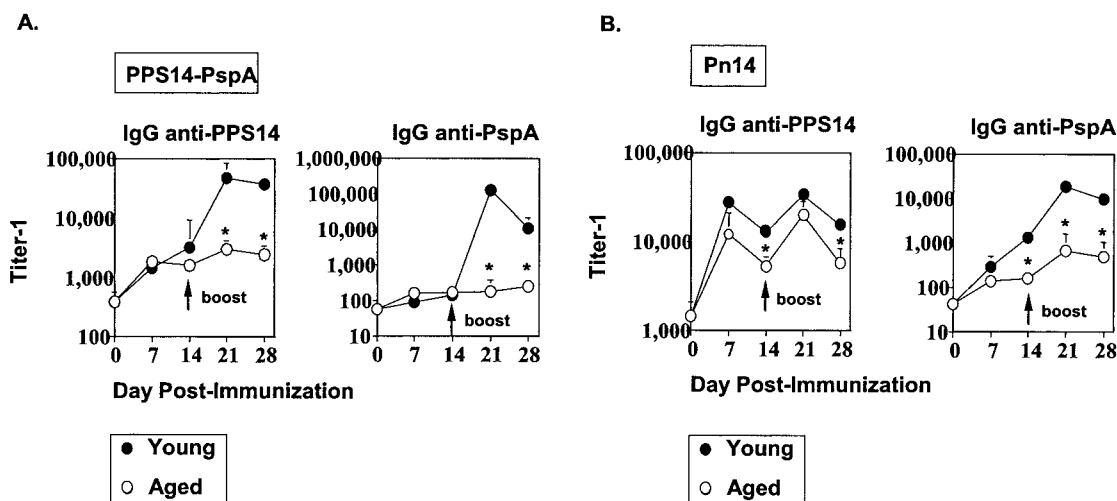 A.
PPS14-PspA
IgG anti-PPS14
IgG anti-PspA
Titer-1
100,000
10,000
1,000
100
* *
boost
0 7 14 21 28
1,000,000
100,000
10,000
1,000
100
10
* *
boost
0 7 14 21 28
Day Post-Immunization
Young
Aged
B.
Pn14
IgG anti-PPS14
IgG anti-PspA
Titer-1
100,000
10,000
1,000
* *
boost
0 7 14 21 28
100,000
10,000
1,000
100
10
* * *
boost
0 7 14 21 28
Day Post-Immunization
Young
Aged